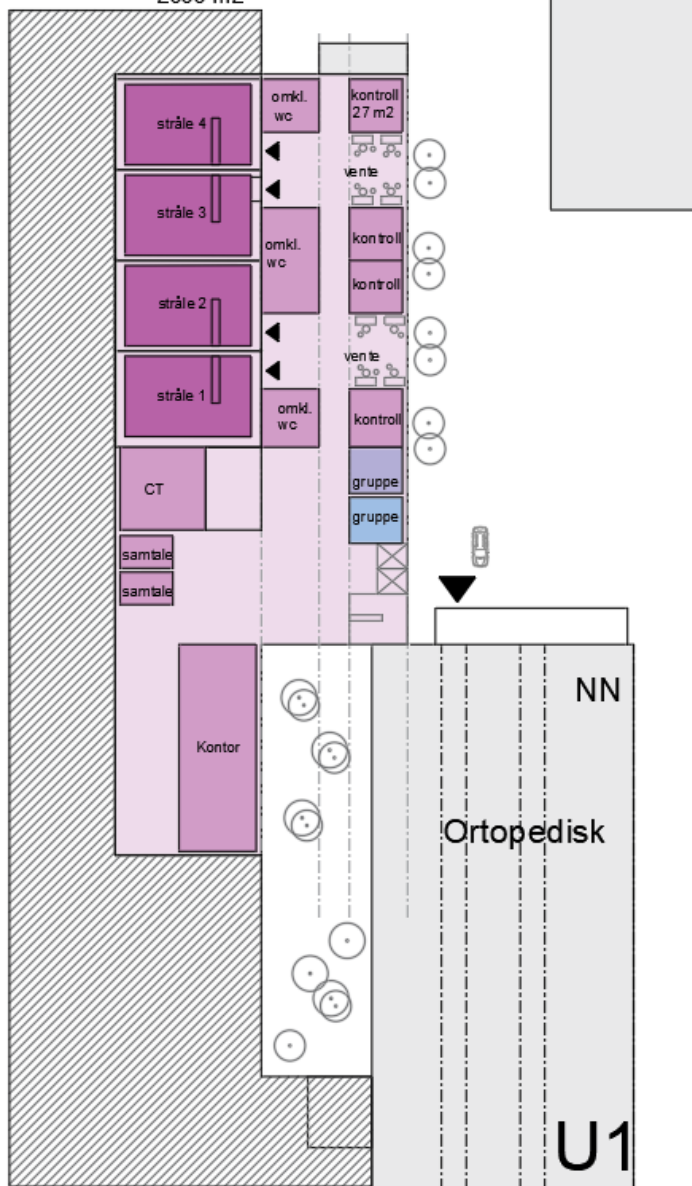 stråle 4
omkl.
wc
kontroll
27 m2
vente
stråle 3
omkl.
wc
kontroll
kontroll
stråle 2
vente
stråle 1
omkl.
wc
kontroll
CT
gruppe
gruppe
samtale
samtale
NN
Kontor
Ortopedisk
U1